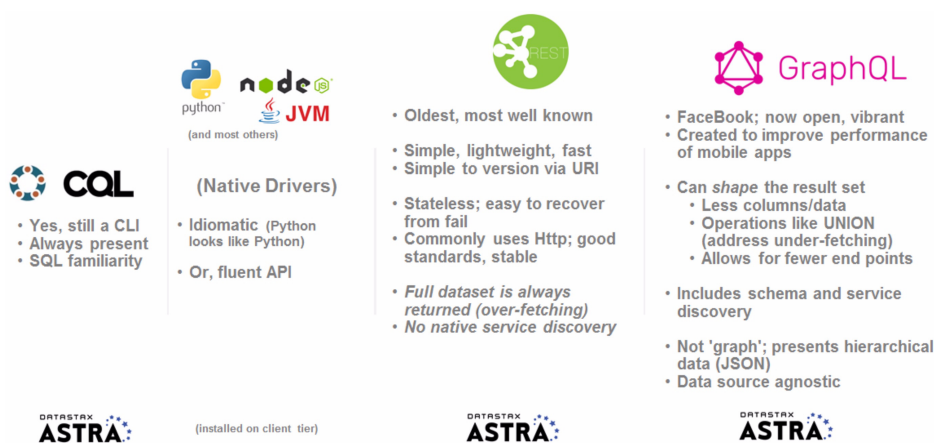 CQL
• Yes, still a CLI
• Always present
• SQL familiarity
DATASTAX
ASTRA
python
node
JS
JVM
(and most others)
(Native Drivers)
• Idiomatic (Python
looks like Python)
• Or, fluent API
(installed on client tier)
REST
• Oldest, most well known
• Simple, lightweight, fast
• Simple to version via URI
• Stateless; easy to recover
from fail
• Commonly uses Http; good
standards, stable
• Full dataset is always
returned (over-fetching)
• No native service discovery
DATASTAX
ASTRA
GraphQL
• FaceBook; now open, vibrant
• Created to improve performance
of mobile apps
• Can shape the result set
• Less columns/data
• Operations like UNION
(address under-fetching)
• Allows for fewer end points
• Includes schema and service
discovery
• Not 'graph'; presents hierarchical
data (JSON)
• Data source agnostic
DATASTAX
ASTRA